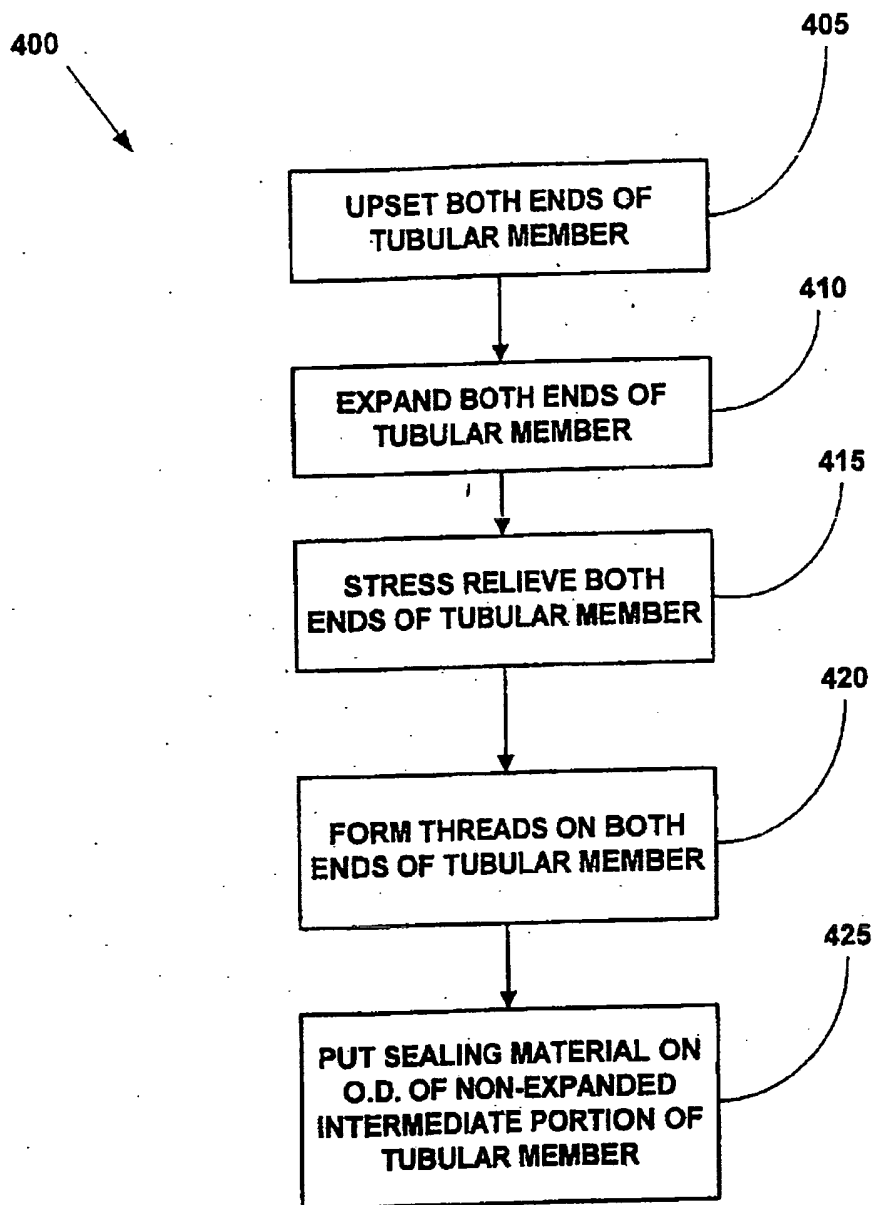 400
405
UPSET BOTH ENDS OF
TUBULAR MEMBER
410
EXPAND BOTH ENDS OF
TUBULAR MEMBER
415
STRESS RELIEVE BOTH
ENDS OF TUBULAR MEMBER
420
FORM THREADS ON BOTH
ENDS OF TUBULAR MEMBER
425
PUT SEALING MATERIAL ON
O.D. OF NON-EXPANDED
INTERMEDIATE PORTION OF
TUBULAR MEMBER